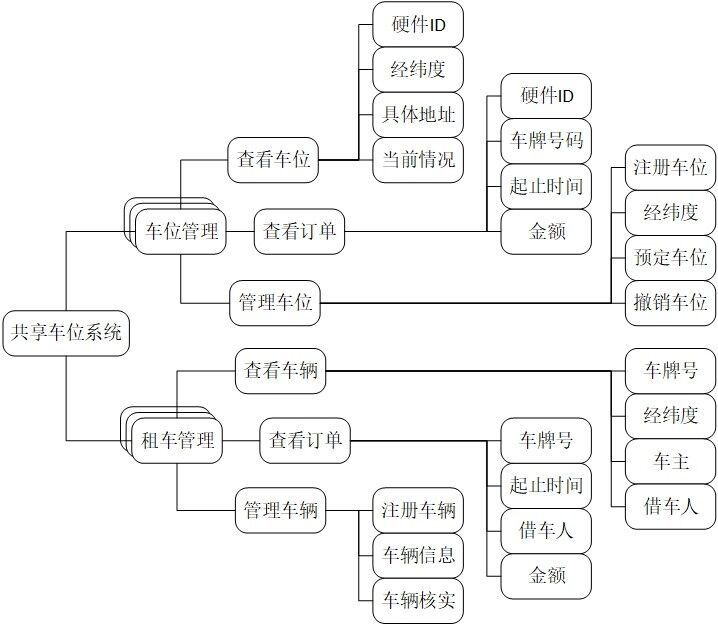 共享车位系统
车位管理
查看车位
硬件ID
经纬度
具体地址
当前情况
查看订单
硬件ID
车牌号码
起止时间
金额
管理车位
注册车位
经纬度
预定车位
撤销车位
租车管理
查看车辆
车牌号
经纬度
车主
借车人
查看订单
车牌号
起止时间
借车人
金额
管理车辆
注册车辆
车辆信息
车辆核实